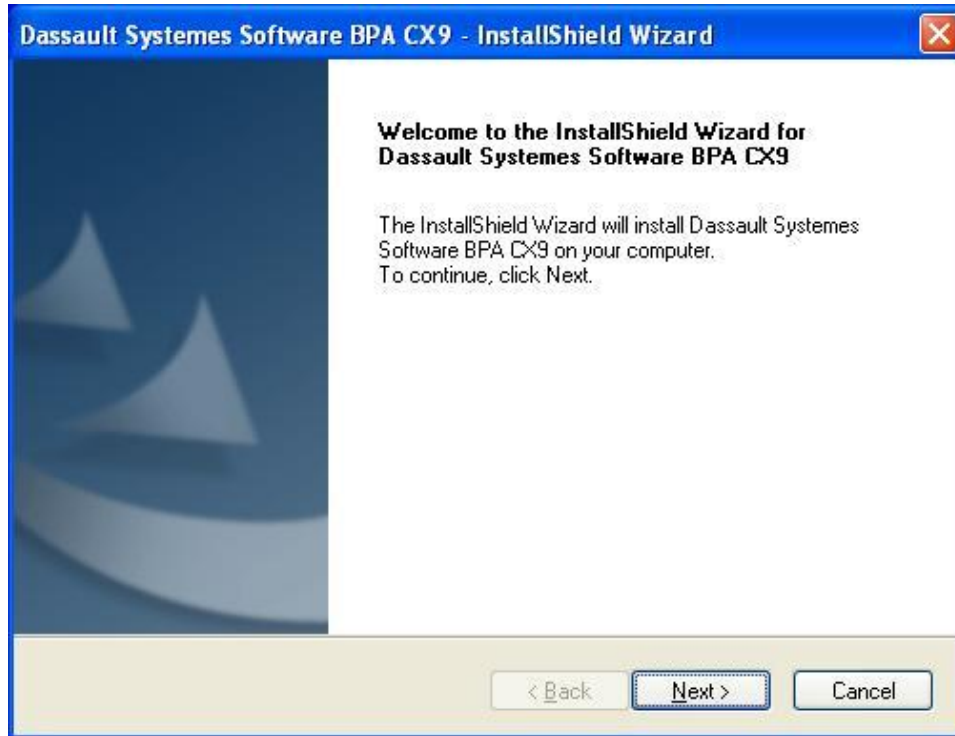 Dassault Systemes Software BPA CX9 - InstallShield Wizard
Welcome to the InstallShield Wizard for
Dassault Systemes Software BPA CX9
The InstallShield Wizard will install Dassault Systemes
Software BPA CX9 on your computer.
To continue, click Next.
< Back
Next >
Cancel